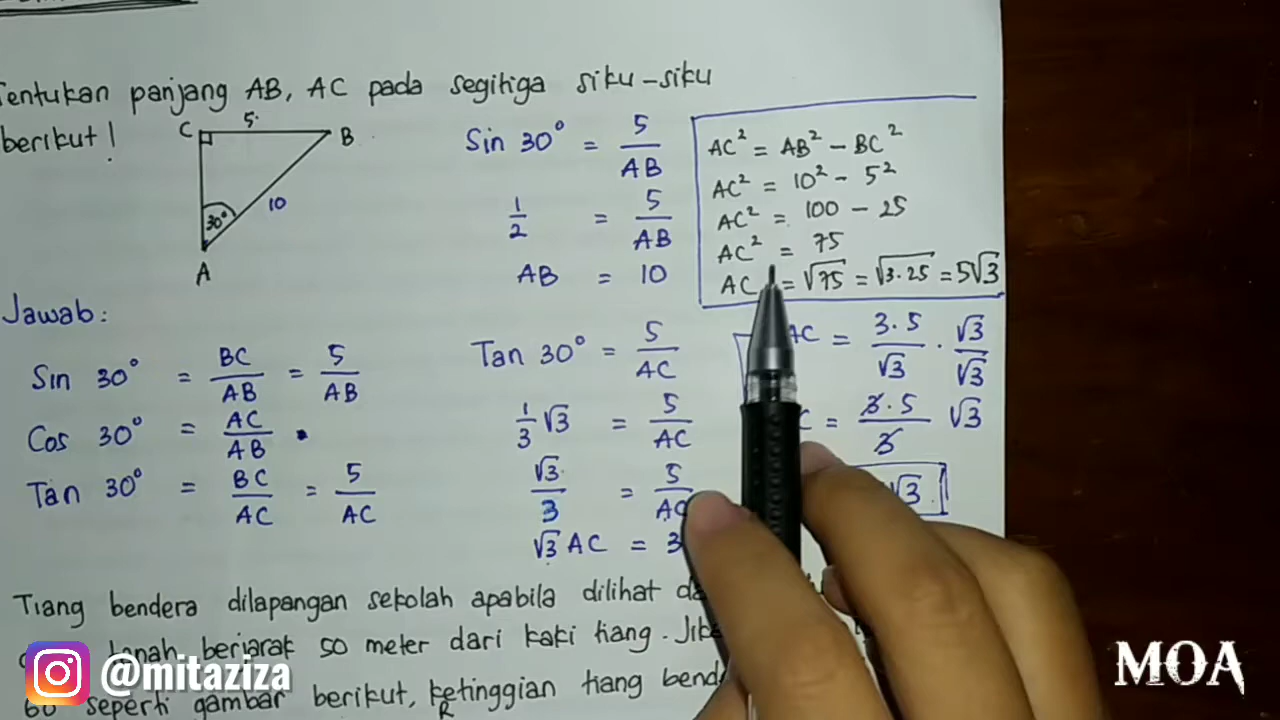 Tentukan panjang AB, AC pada segitiga siku-siku
berikut!
C 5 B
30° 10
A
Jawab:
Sin 30° = BC/AB = 5/AB
Cos 30° = AC/AB
Tan 30° = BC/AC = 5/AC
Sin 30° = 5/AB
1/2 = 5/AB
AB = 10
Tan 30° = 5/AC
1/3 √3 = 5/AC
√3/3 = 5/AC
√3 AC = 3
AC² = AB² - BC²
AC² = 10² - 5²
AC² = 100 - 25
AC² = 75
AC = √75 = √3·25 = 5√3
AC = 3·5/√3 · √3/√3
= 3·5/3 √3
√3
Tiang bendera dilapangan sekolah apabila dilihat
tanah berjarak 50 meter dari kaki tiang.
60 seperti gambar berikut, ketinggian tiang
@mitaziza
MOA